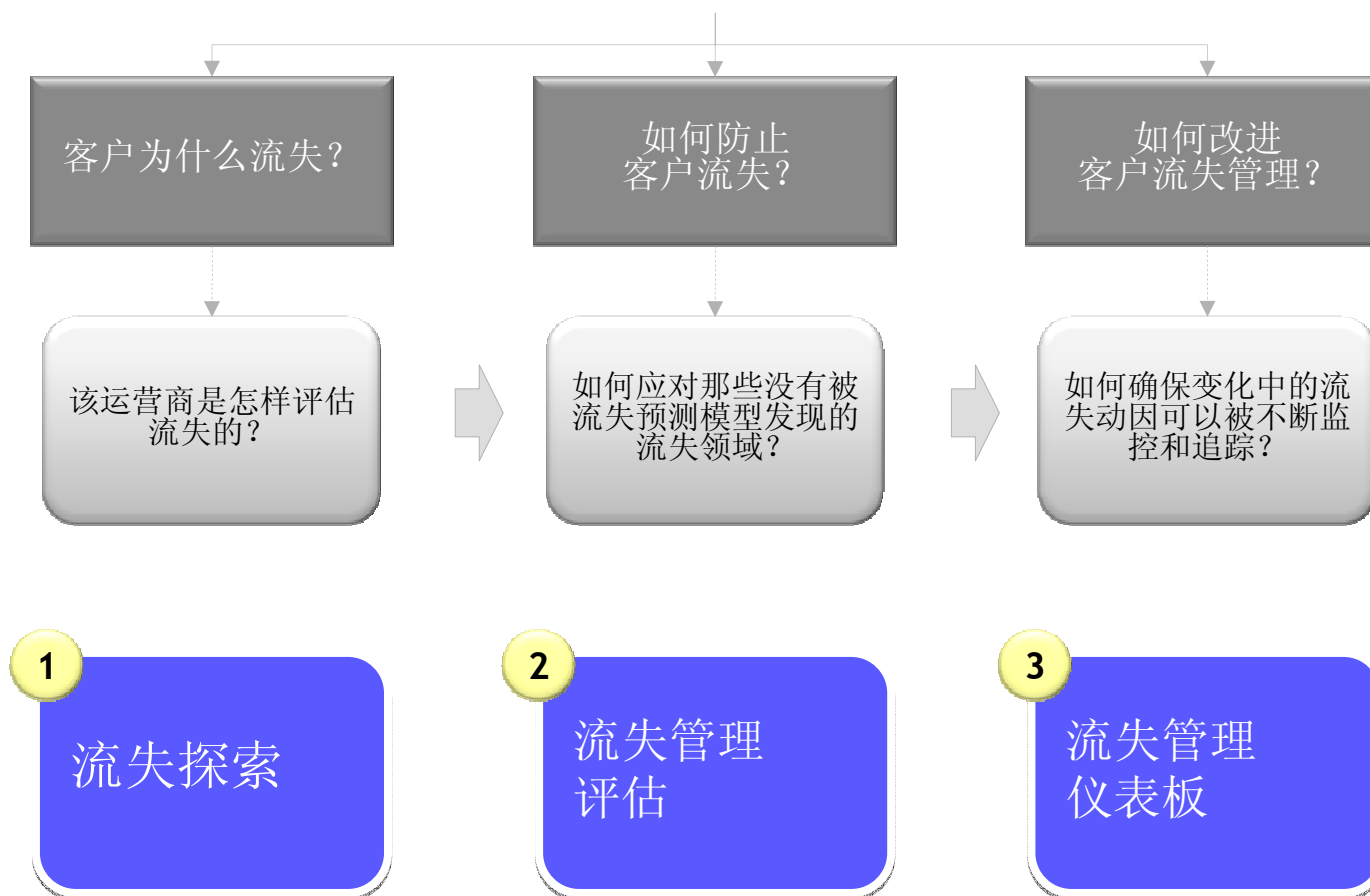 客户为什么流失？
如何防止
客户流失？
如何改进
客户流失管理？
该运营商是怎样评估
流失的？
如何应对那些没有被
流失预测模型发现的
流失领域？
如何确保变化中的流
失动因可以被不断监
控和追踪？
1
流失探索
2
流失管理
评估
3
流失管理
仪表板